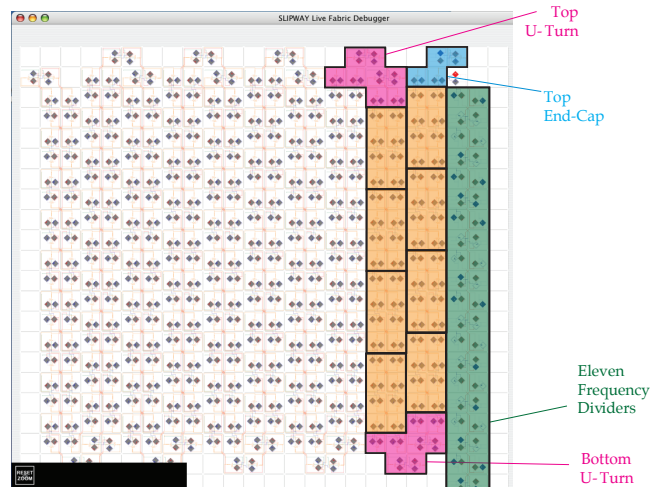 SLIPWAY Live Fabric Debugger
Top
U-Turn
Top
End-Cap
Eleven
Frequency
Dividers
Bottom
U-Turn
RESET
ZOOM